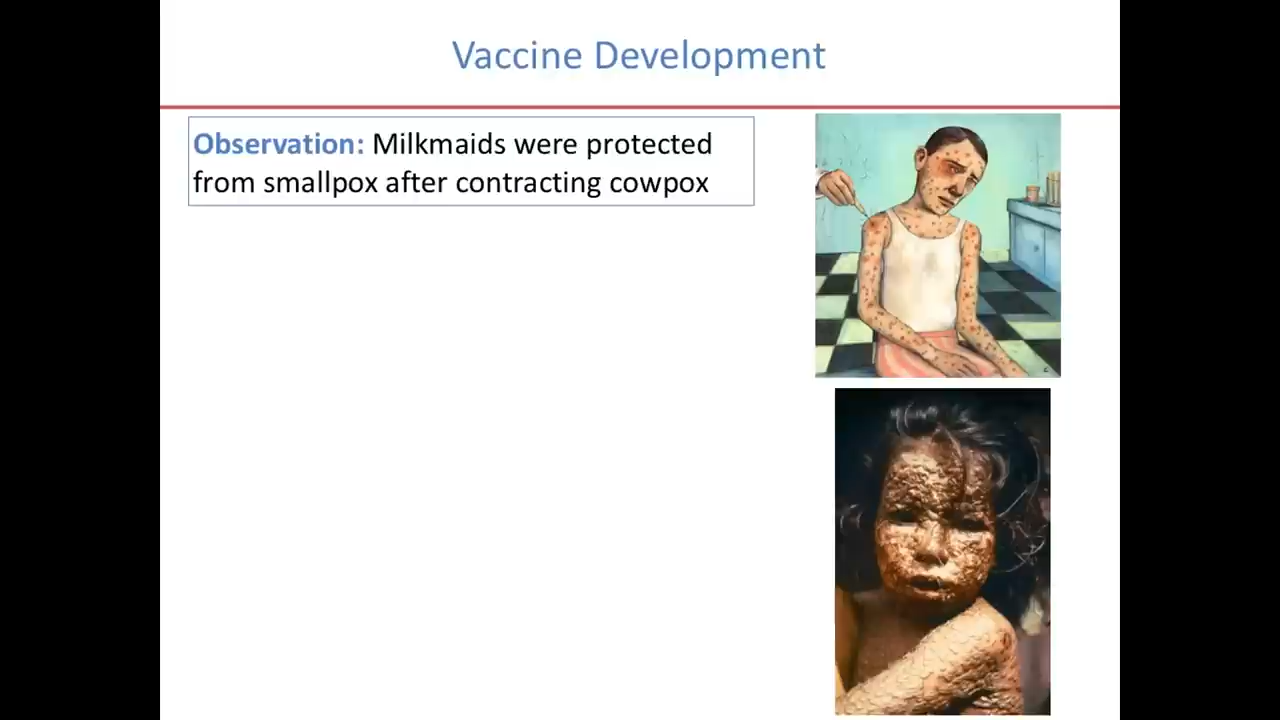 Vaccine Development
Observation: Milkmaids were protected
from smallpox after contracting cowpox